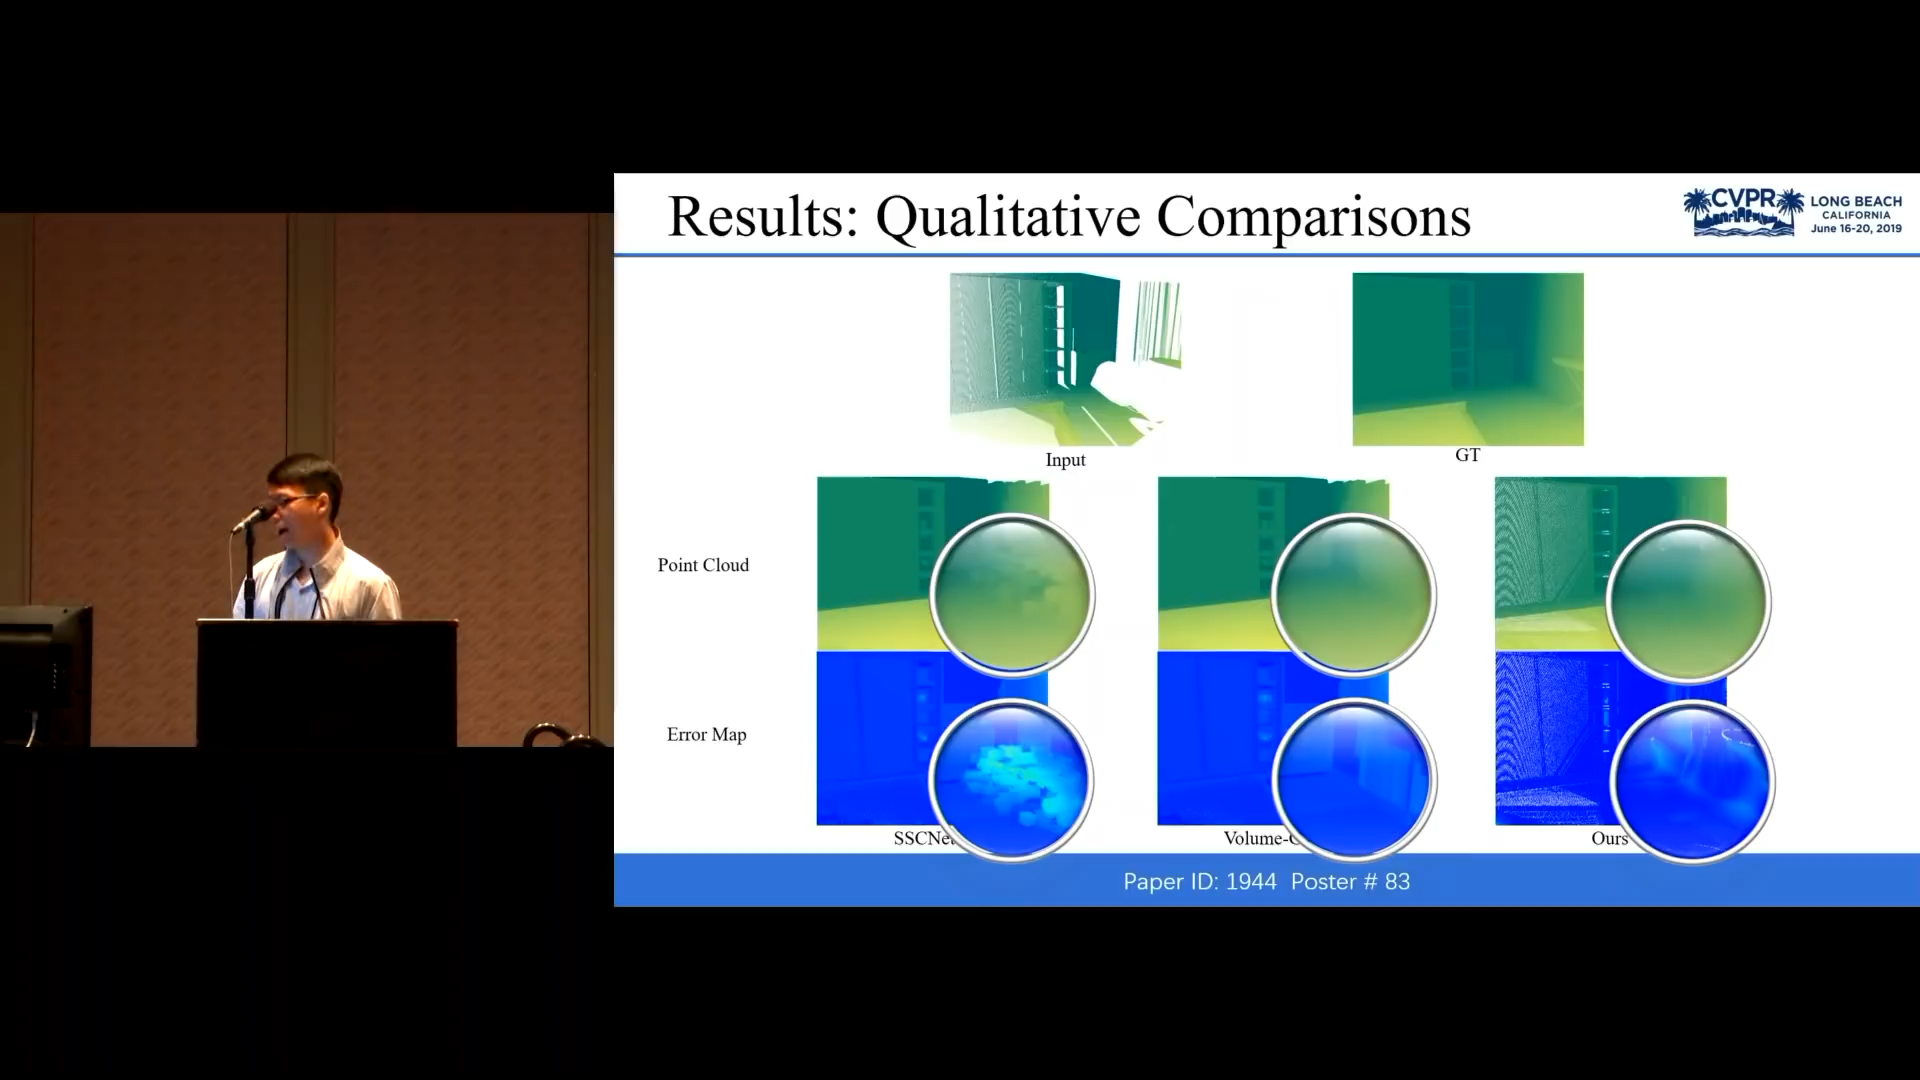 Results: Qualitative Comparisons
CVPR
LONG BEACH
CALIFORNIA
June 16-20, 2019
Input
GT
Point Cloud
Error Map
Ours
Paper ID: 1944 Poster # 83